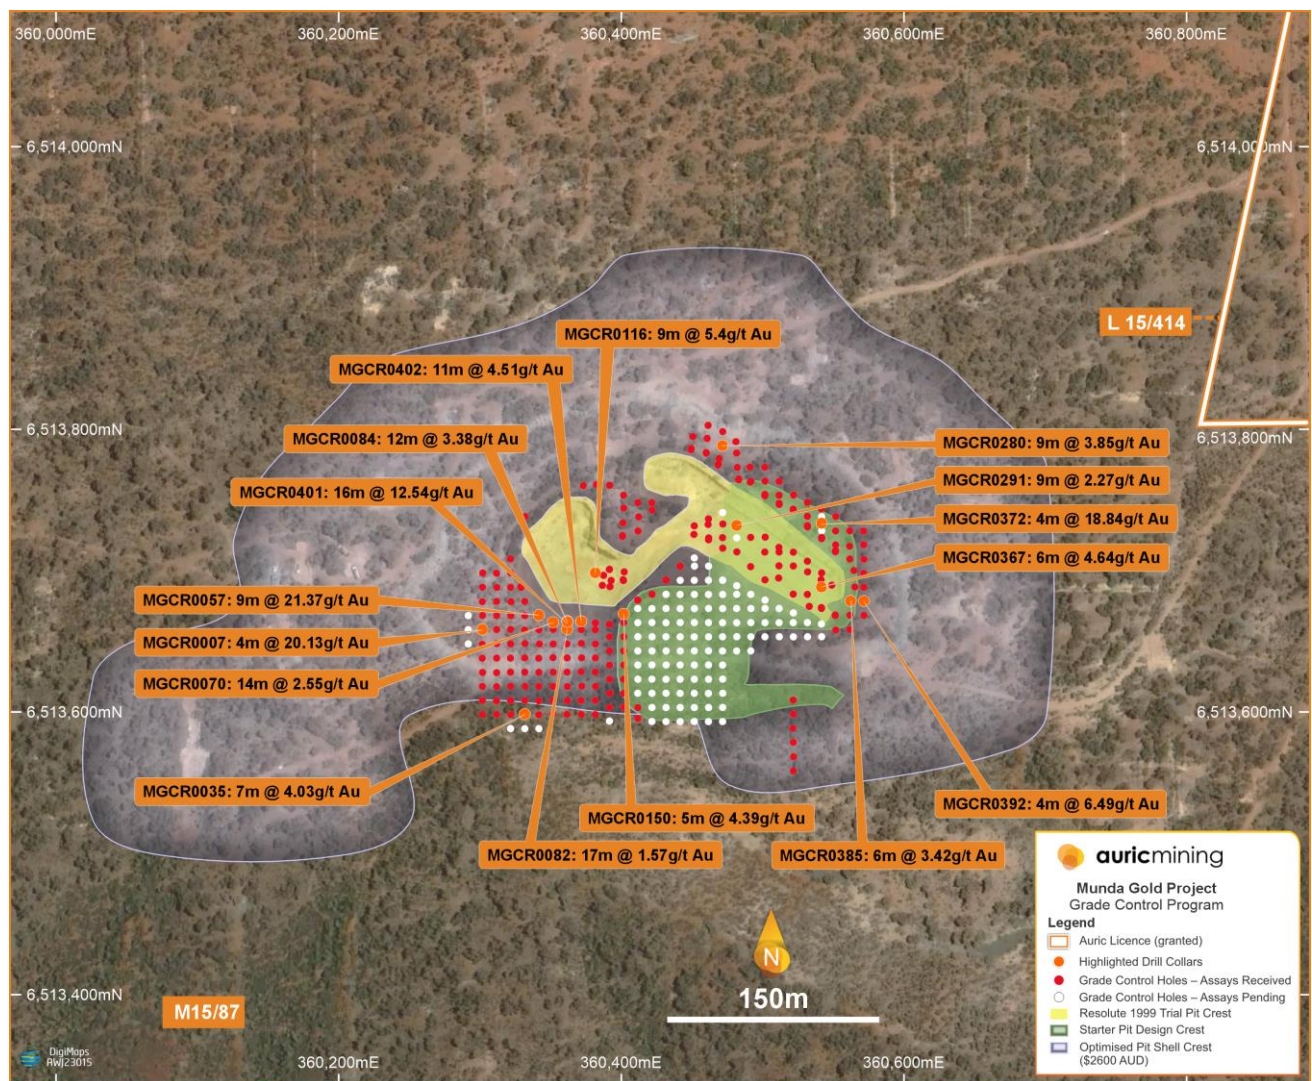 360,000mE
360,200mE
360,400mE
360,600mE
360,800mE
6,514,000mN
6,514,000mN
L 15/414
MGCR0116: 9m @ 5.4g/t Au
MGCR0402: 11m @ 4.51g/t Au
MGCR0084: 12m @ 3.38g/t Au
MGCR0401: 16m @ 12.54g/t Au
6,513,800mN
6,513,800mN
MGCR0280: 9m @ 3.85g/t Au
MGCR0291: 9m @ 2.27g/t Au
MGCR0372: 4m @ 18.84g/t Au
MGCR0367: 6m @ 4.64g/t Au
MGCR0057: 9m @ 21.37g/t Au
MGCR0007: 4m @ 20.13g/t Au
MGCR0070: 14m @ 2.55g/t Au
6,513,600mN
6,513,600mN
MGCR0035: 7m @ 4.03g/t Au
MGCR0150: 5m @ 4.39g/t Au
MGCR0392: 4m @ 6.49g/t Au
MGCR0082: 17m @ 1.57g/t Au
MGCR0385: 6m @ 3.42g/t Au
auricmining
Munda Gold Project
Grade Control Program
Legend
Auric Licence (granted)
Highlighted Drill Collars
Grade Control Holes – Assays Received
Grade Control Holes – Assays Pending
Resolute 1999 Trial Pit Crest
Starter Pit Design Crest
Optimised Pit Shell Crest
($2600 AUD)
N
150m
6,513,400mN
M15/87
DigiMaps
AWJ23015
360,200mE
360,400mE
360,600mE